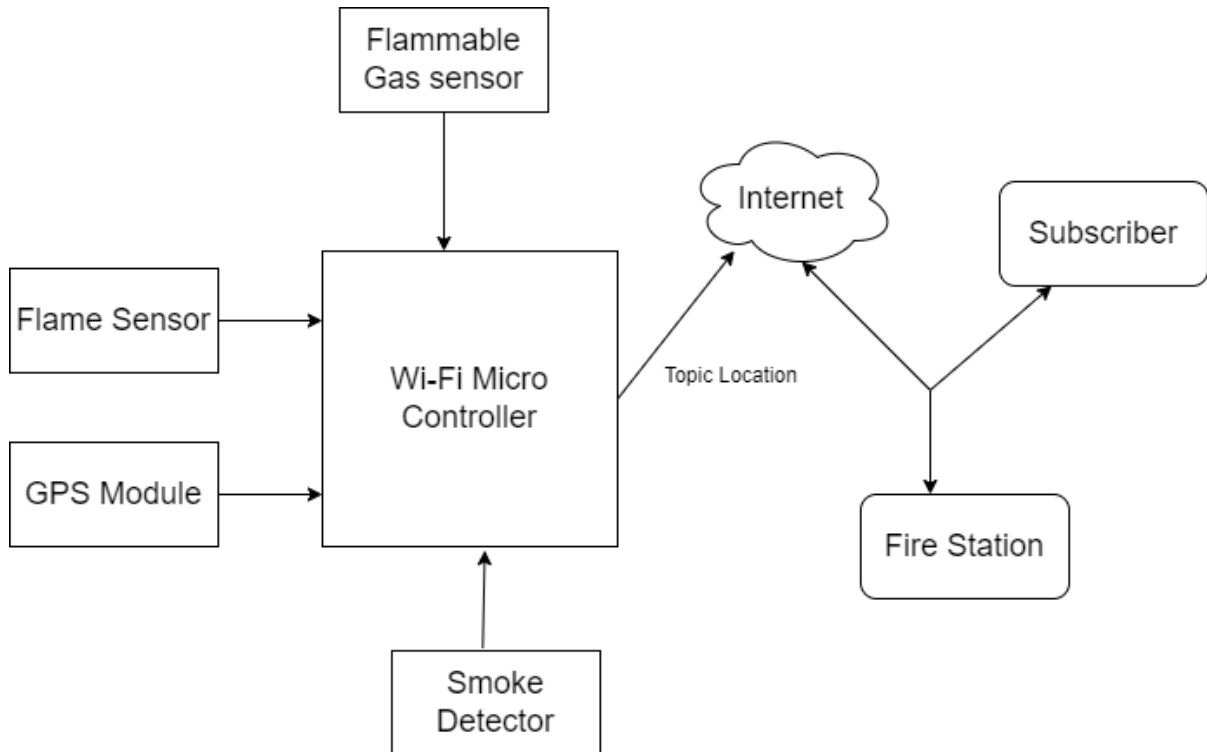 Flammable
Gas sensor
Internet
Subscriber
Flame Sensor
Wi-Fi Micro
Controller
Topic Location
GPS Module
Fire Station
Smoke
Detector